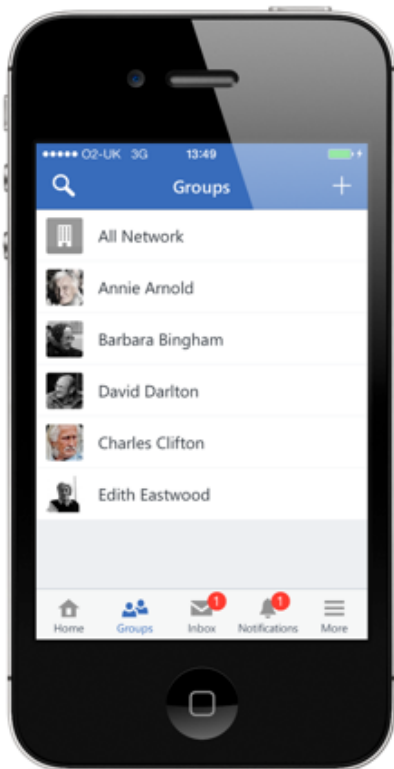 O2-UK 3G 13:49
Groups
All Network
Annie Arnold
Barbara Bingham
David Darlton
Charles Clifton
Edith Eastwood
1 1
Home Groups Inbox Notifications More